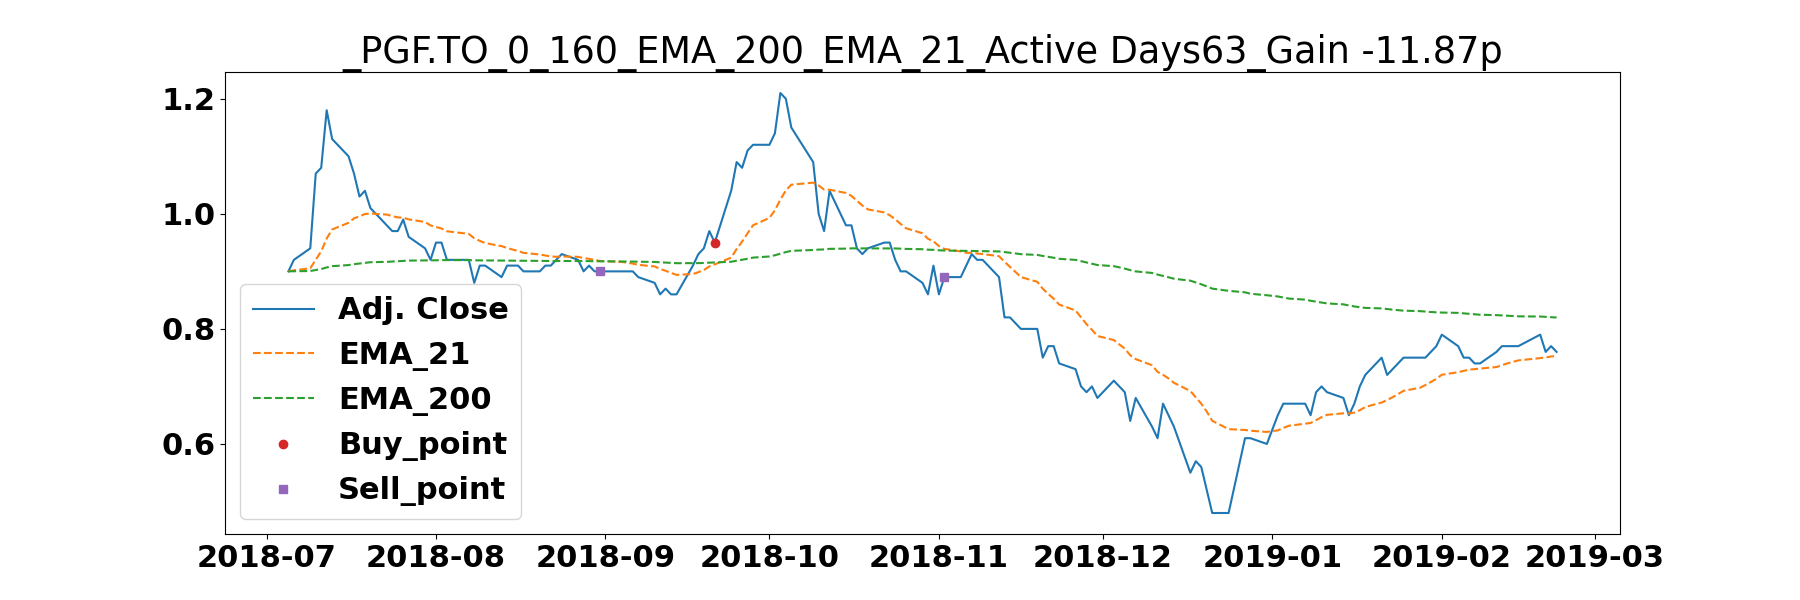 _PGF.TO_0_160_EMA_200_EMA_21_Active Days63_Gain -11.87p
1.2
1.0
0.8
0.6
Adj. Close
EMA_21
EMA_200
Buy_point
Sell_point
2018-07 2018-08 2018-09 2018-10 2018-11 2018-12 2019-01 2019-02 2019-03